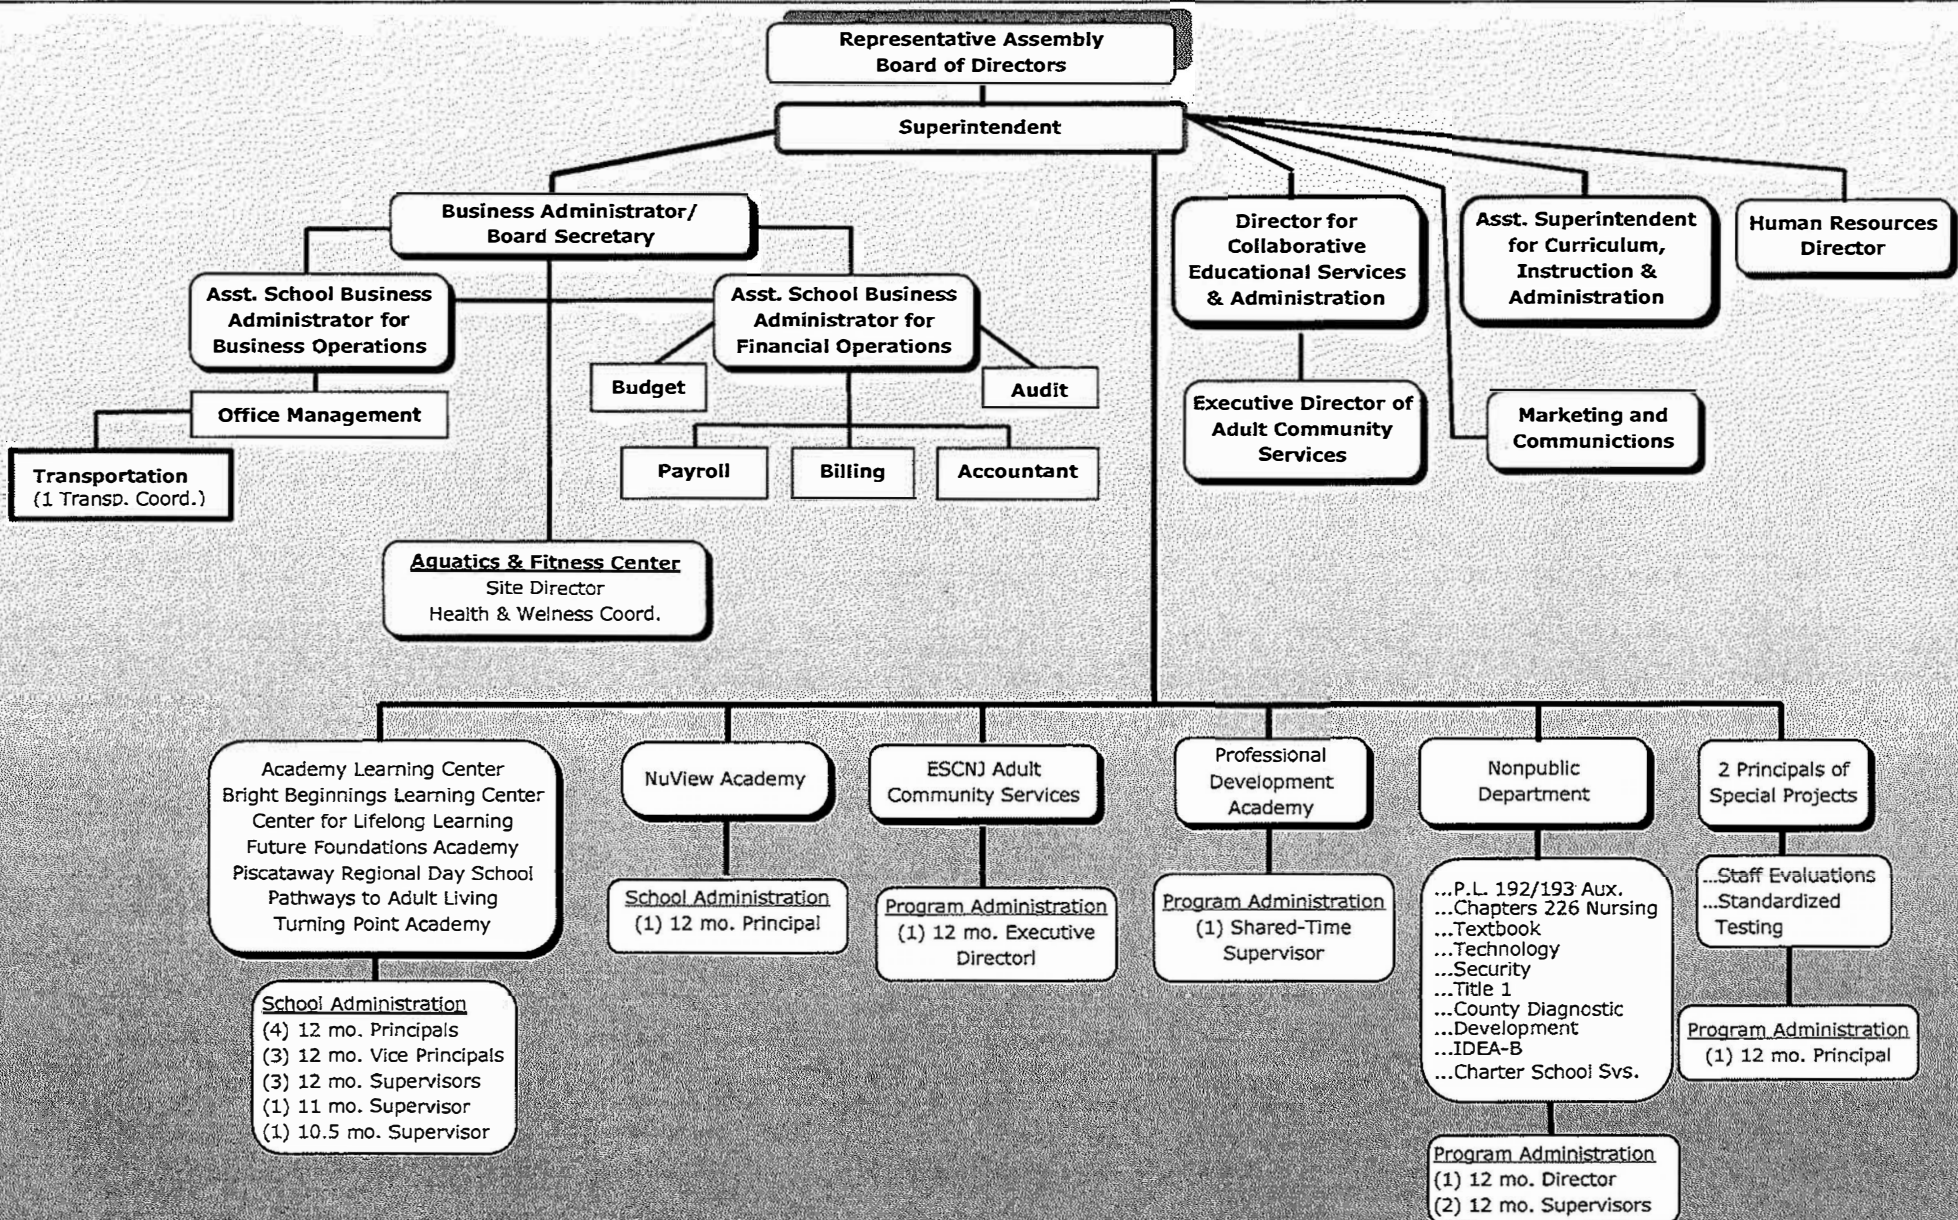 Representative Assembly
Board of Directors
Superintendent
Business Administrator/
Board Secretary
Asst. School Business
Administrator for
Business Operations
Asst. School Business
Administrator for
Financial Operations
Office Management
Transportation
(1 Transp. Coord.)
Budget
Audit
Payroll
Billing
Accountant
Aquatics & Fitness Center
Site Director
Health & Welness Coord.
Director for
Collaborative
Educational Services
& Administration
Executive Director of
Adult Community
Services
Asst. Superintendent
for Curriculum,
Instruction &
Administration
Human Resources
Director
Marketing and
Communictions
Academy Learning Center
Bright Beginnings Learning Center
Center for Lifelong Learning
Future Foundations Academy
Piscataway Regional Day School
Pathways to Adult Living
Turning Point Academy
School Administration
(4) 12 mo. Principals
(3) 12 mo. Vice Principals
(3) 12 mo. Supervisors
(1) 11 mo. Supervisor
(1) 10.5 mo. Supervisor
NuView Academy
School Administration
(1) 12 mo. Principal
ESCNJ Adult
Community Services
Program Administration
(1) 12 mo. Executive
Directorl
Professional
Development
Academy
Program Administration
(1) Shared-Time
Supervisor
Nonpublic
Department
...P.L. 192/193 Aux.
...Chapters 226 Nursing
...Textbook
...Technology
...Security
...Title 1
...County Diagnostic
...Development
...IDEA-B
...Charter School Svs.
Program Administration
(1) 12 mo. Director
(2) 12 mo. Supervisors
2 Principals of
Special Projects
...Staff Evaluations
...Standardized
Testing
Program Administration
(1) 12 mo. Principal